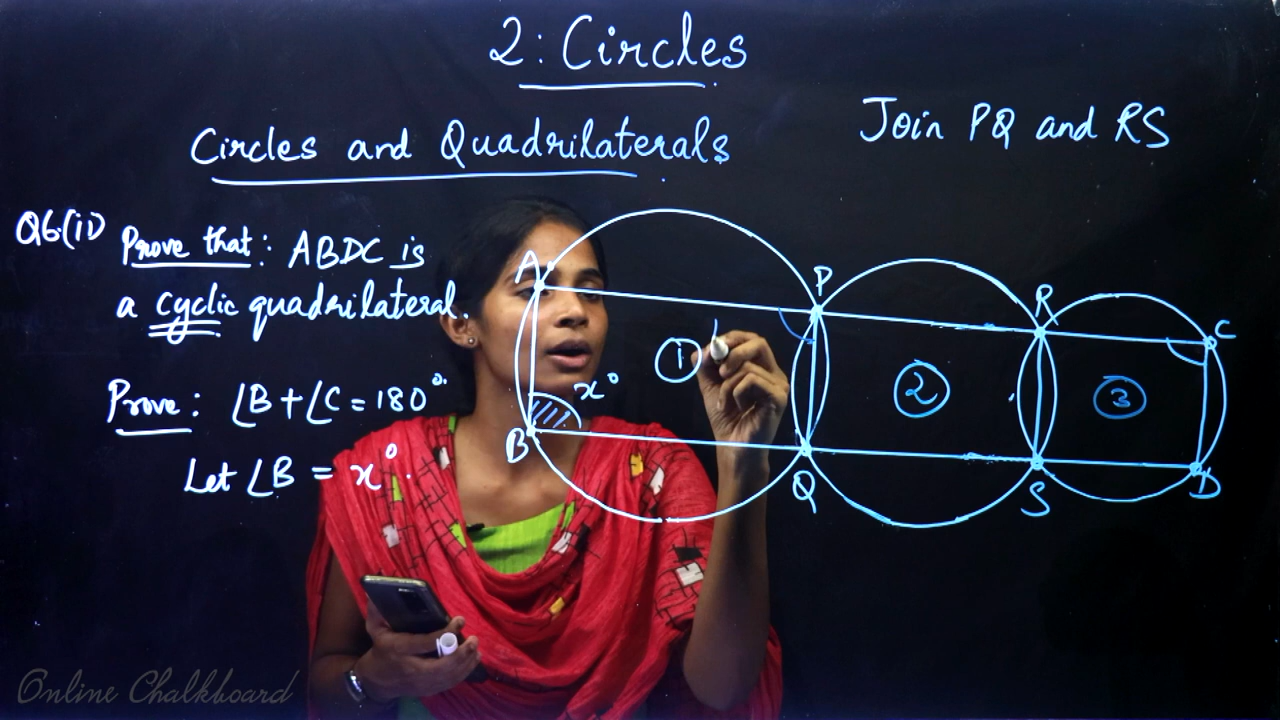 2: Circles
Circles and Quadrilaterals
Join PQ and RS
Q6.(ii) Prove that: ABDC is
a cyclic quadrilateral.
Prove: ∠B+∠C=180°.
Let ∠B = x°.
A
P
R
C
1
2
3
x°
B
Q
S
D
Online Chalkboard